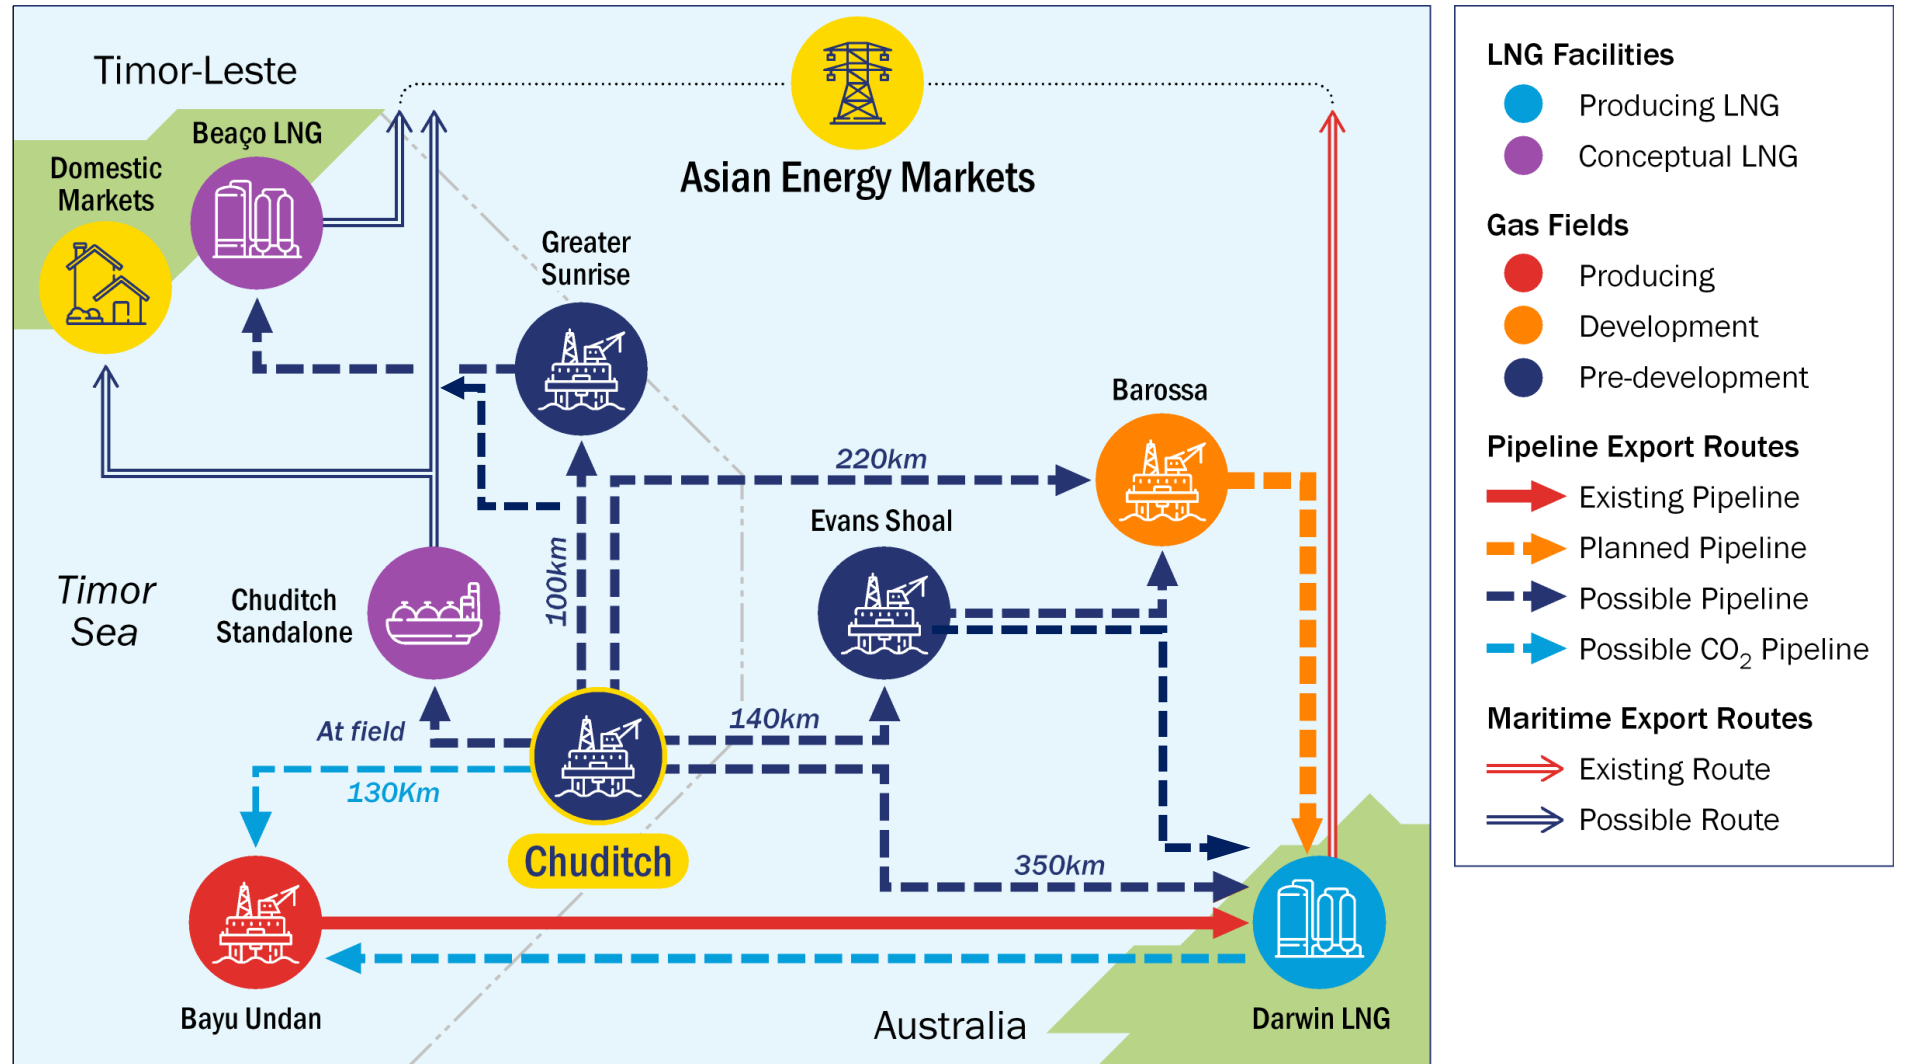 Timor-Leste
Beaço LNG
Domestic
Markets
Asian Energy Markets
Greater
Sunrise
Barossa
220km
Evans Shoal
100km
Timor
Sea
Chuditch
Standalone
At field
140km
130Km
Chuditch
350km
Bayu Undan
Australia
Darwin LNG
LNG Facilities
Producing LNG
Conceptual LNG
Gas Fields
Producing
Development
Pre-development
Pipeline Export Routes
Existing Pipeline
Planned Pipeline
Possible Pipeline
Possible CO₂ Pipeline
Maritime Export Routes
Existing Route
Possible Route